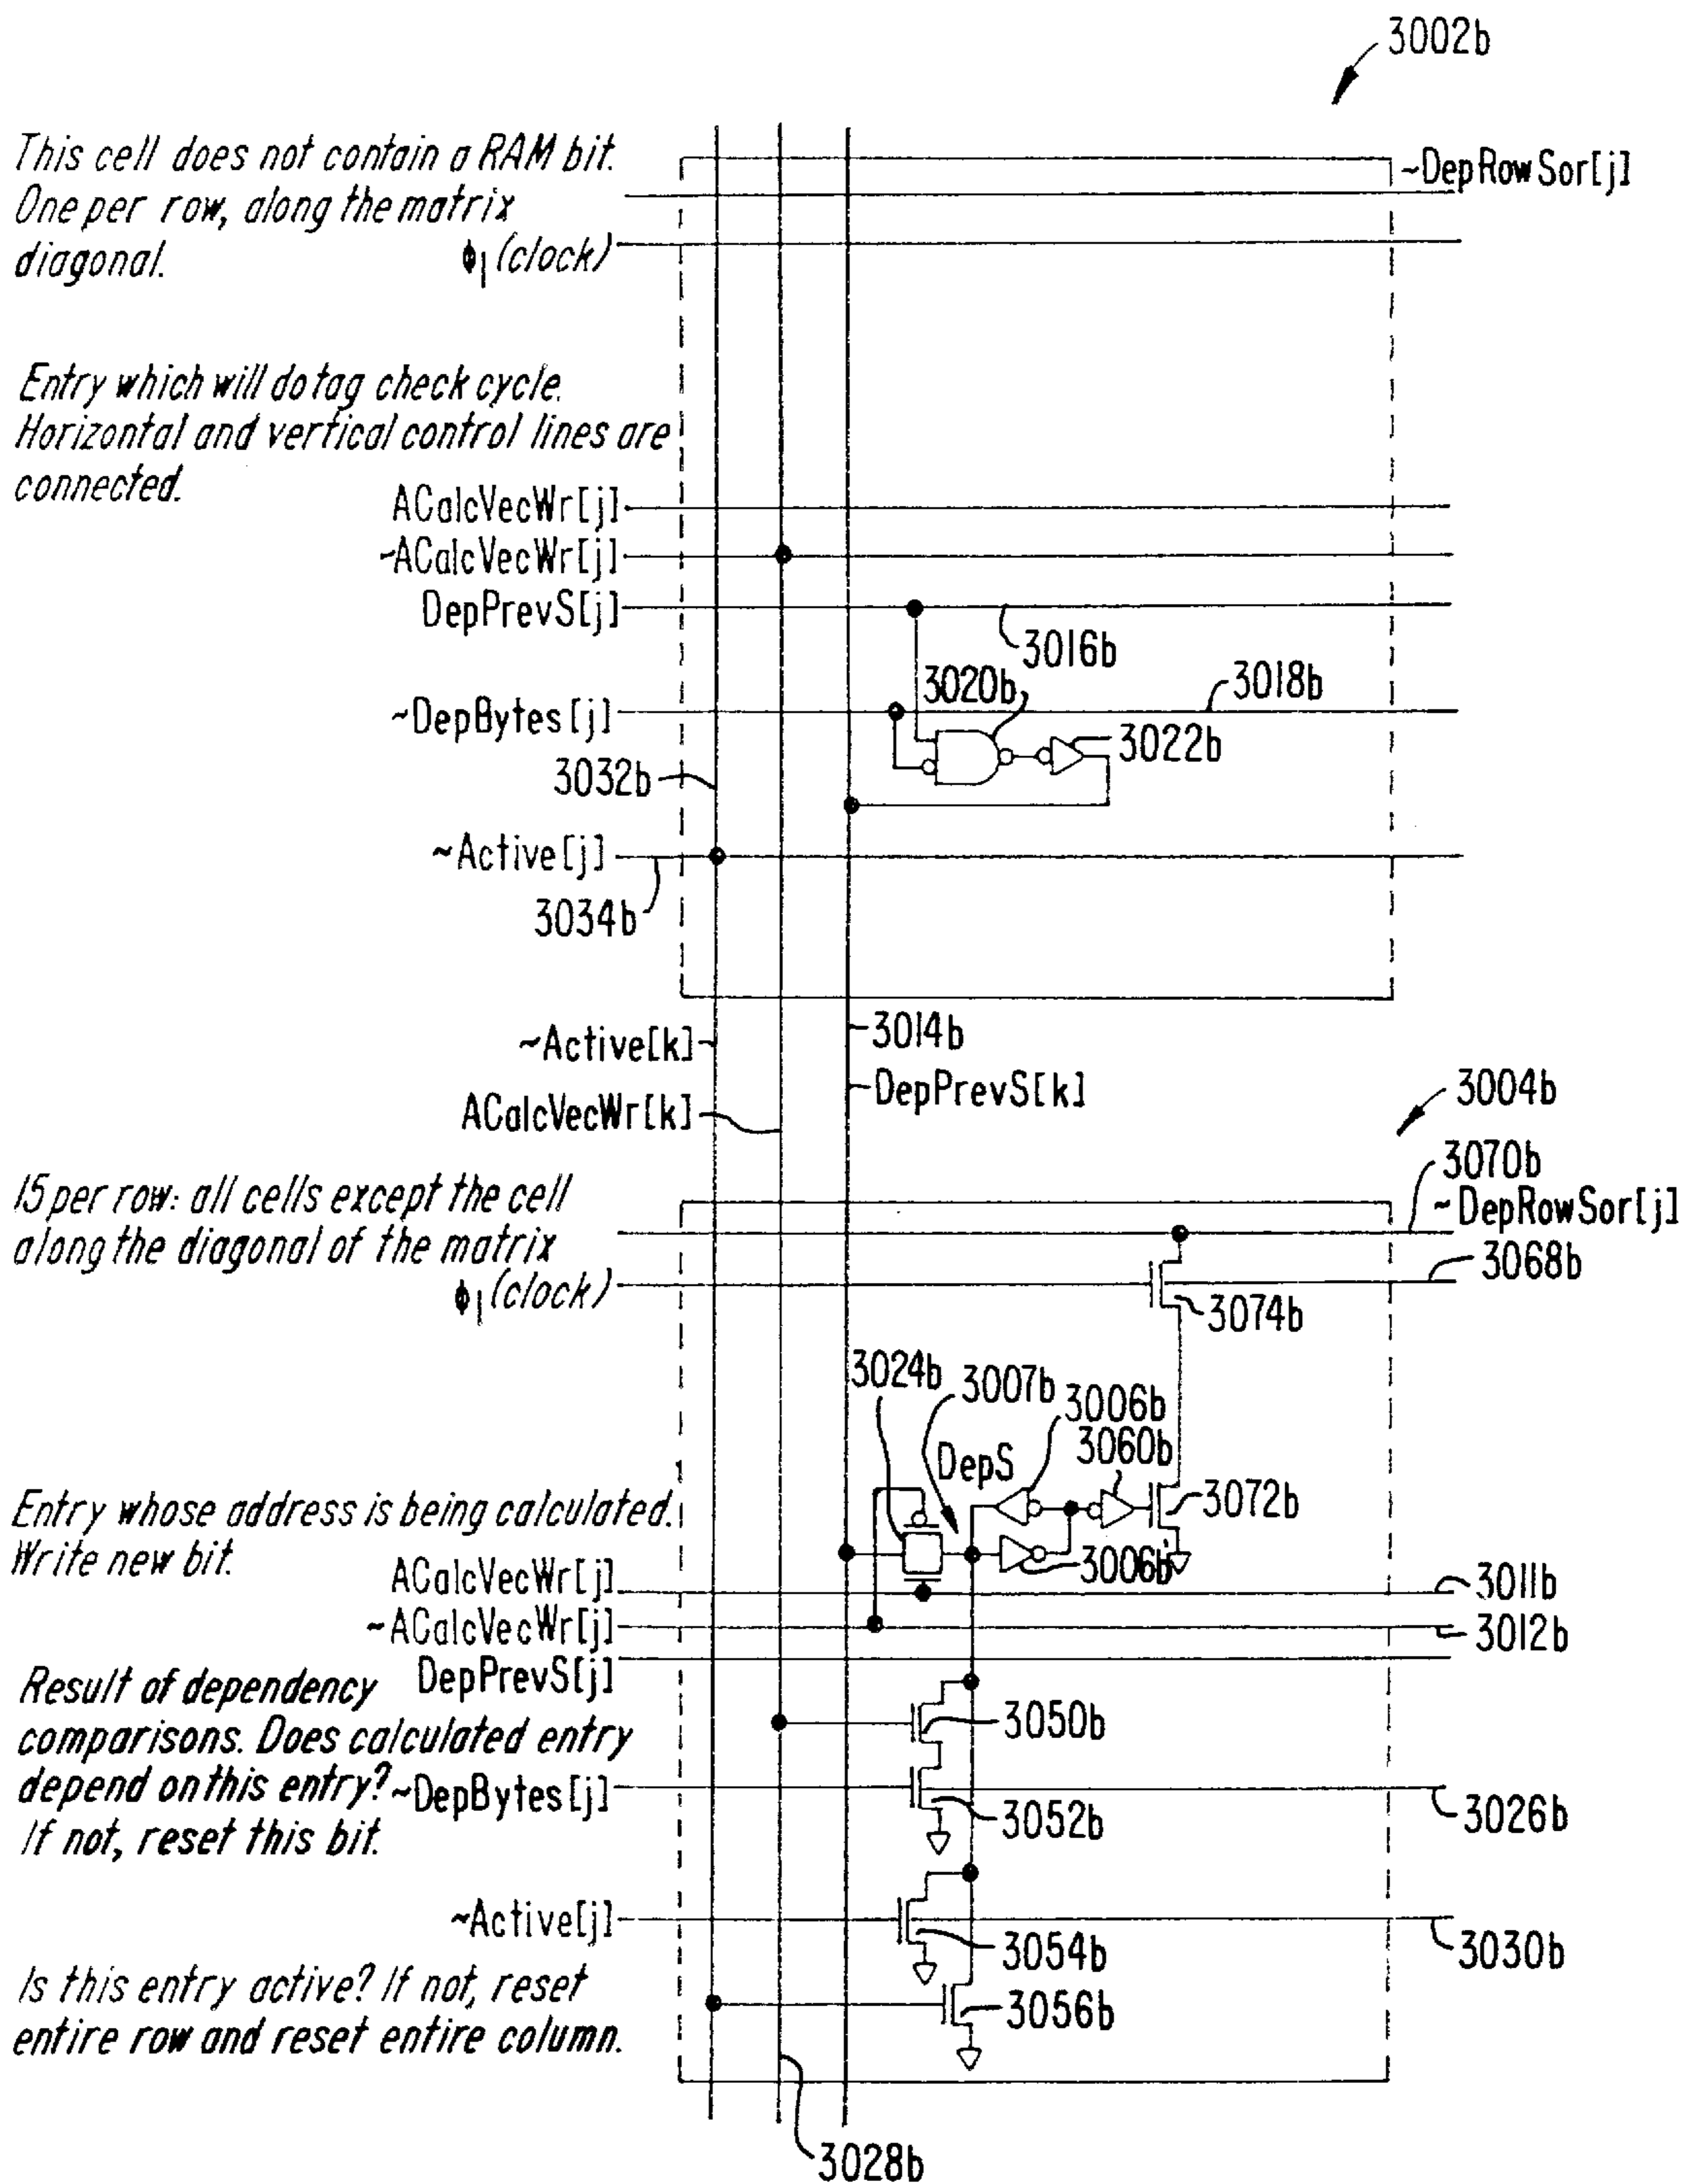 3002b
This cell does not contain a RAM bit.
One per row, along the matrix
diagonal.
~DepRowSor[j]
ϕ1 (clock)
Entry which will do tag check cycle.
Horizontal and vertical control lines are
connected.
ACalcVecWr[j]
~ACalcVecWr[j]
DepPrevS[j]
3016b
3020b
3018b
~DepBytes[j]
3022b
3032b
~Active[j]
3034b
~Active[k]
3014b
~DepPrevS[k]
ACalcVecWr[k]
3004b
3070b
15 per row: all cells except the cell
along the diagonal of the matrix
~DepRowSor[j]
ϕ1 (clock)
3068b
3074b
3024b
3007b
3006b
3060b
DepS
3072b
Entry whose address is being calculated.
Write new bit.
3006b'
ACalcVecWr[j]
3011b
~ACalcVecWr[j]
3012b
DepPrevS[j]
Result of dependency
comparisons. Does calculated entry
depend on this entry?
If not, reset this bit.
3050b
~DepBytes[j]
3052b
3026b
~Active[j]
3054b
3030b
Is this entry active? If not, reset
entire row and reset entire column.
3056b
3028b